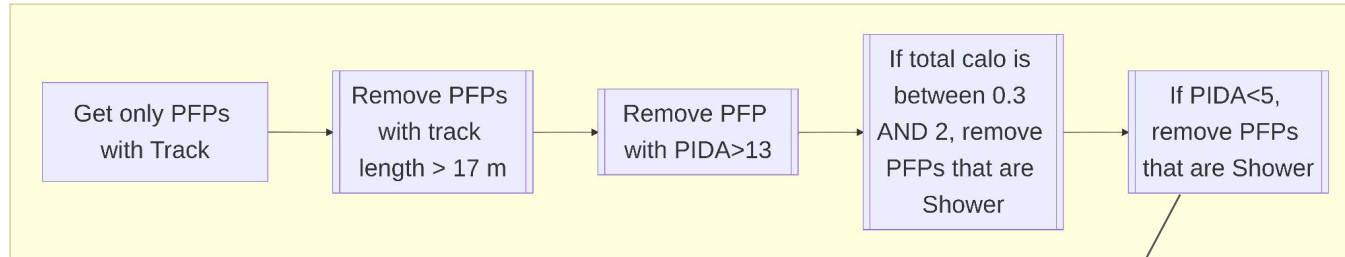 Get only PFPs
with Track
Remove PFPs
with track
length > 17 m
Remove PFP
with PIDA>13
If total calo is
between 0.3
AND 2, remove
PFPs that are
Shower
If PIDA<5,
remove PFPs
that are Shower